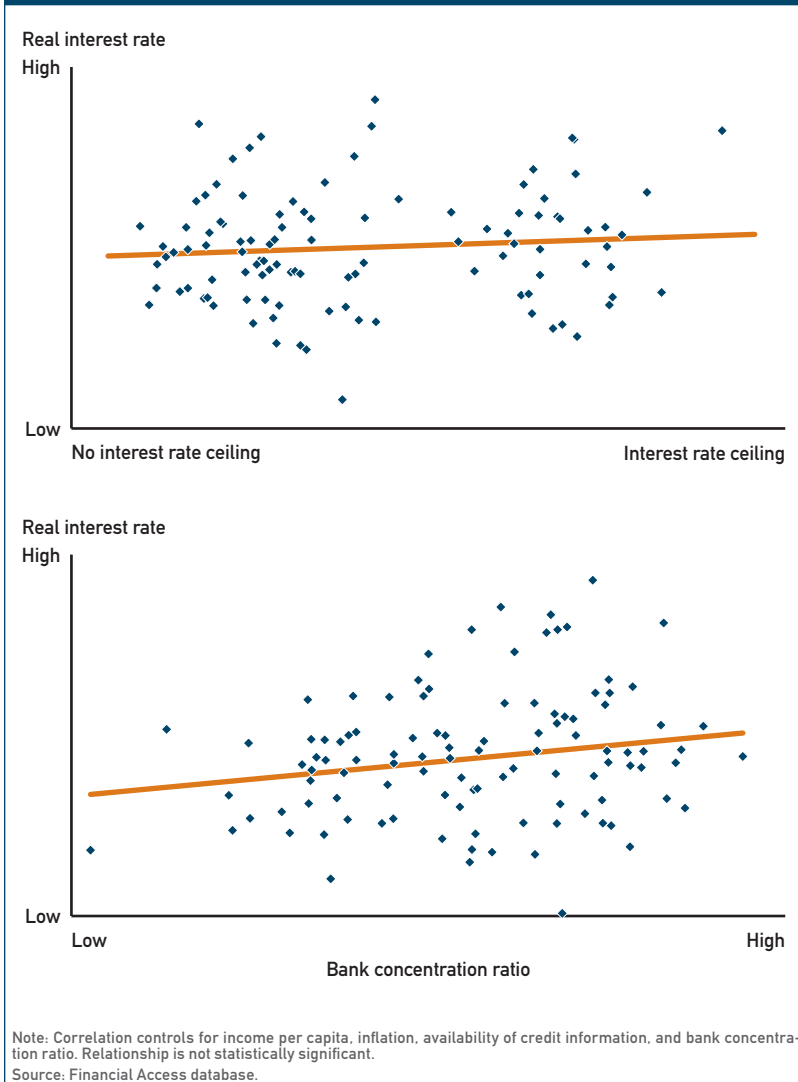 Real interest rate
High
Low
No interest rate ceiling
Interest rate ceiling
Real interest rate
High
Low
Low
High
Bank concentration ratio
Note: Correlation controls for income per capita, inflation, availability of credit information, and bank concentra-
tion ratio. Relationship is not statistically significant.
Source: Financial Access database.